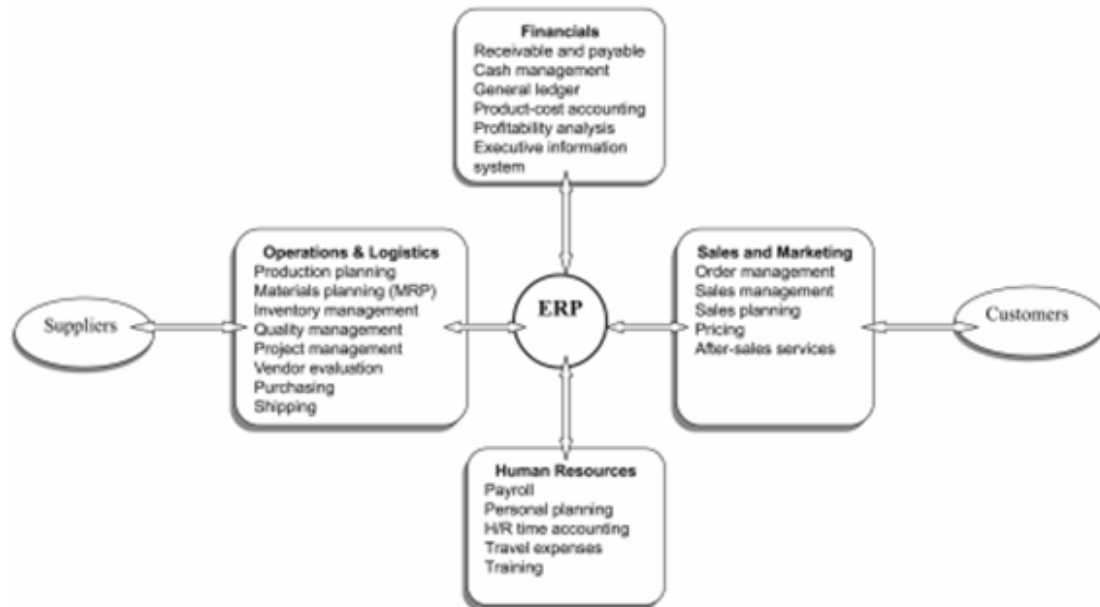 Financials
Receivable and payable
Cash management
General ledger
Product-cost accounting
Profitability analysis
Executive information
system
Suppliers
Operations & Logistics
Production planning
Materials planning (MRP)
Inventory management
Quality management
Project management
Vendor evaluation
Purchasing
Shipping
ERP
Sales and Marketing
Order management
Sales management
Sales planning
Pricing
After-sales services
Customers
Human Resources
Payroll
Personal planning
H/R time accounting
Travel expenses
Training